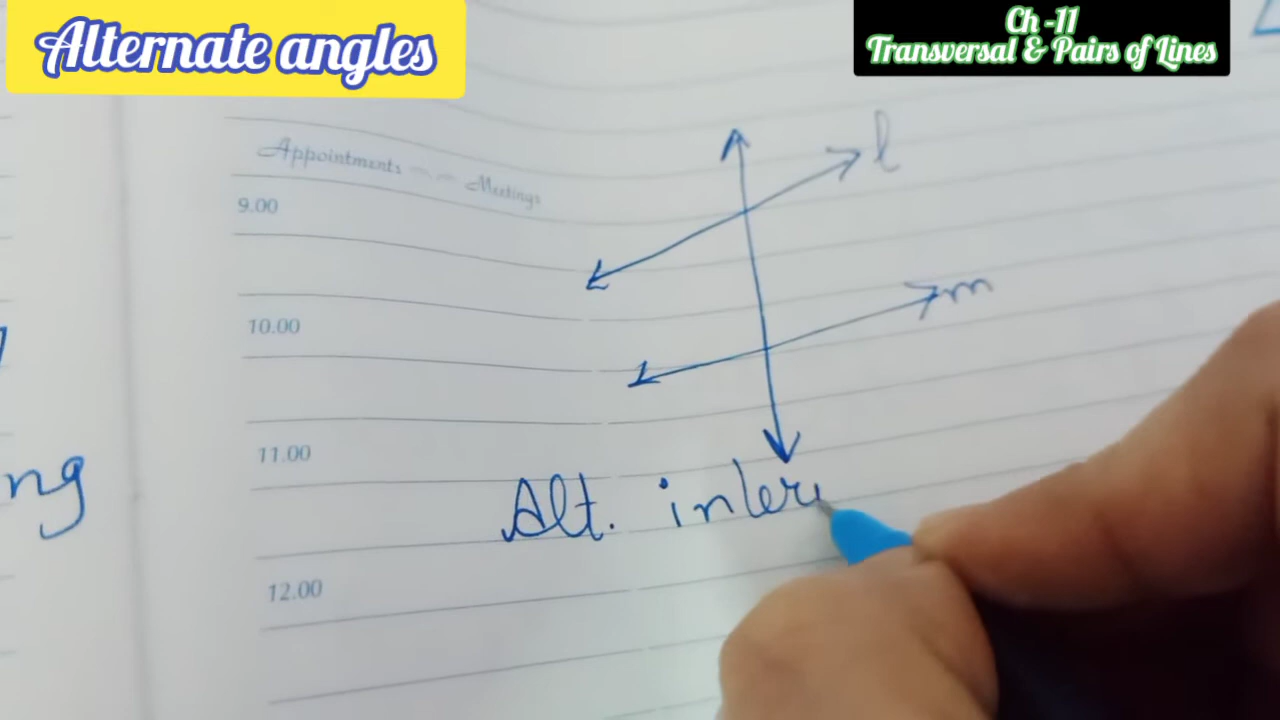 Alternate angles
Ch -11
Transversal & Pairs of Lines
Appointments
Meetings
l
9.00
m
10.00
11.00
ng
Alt. inter
12.00